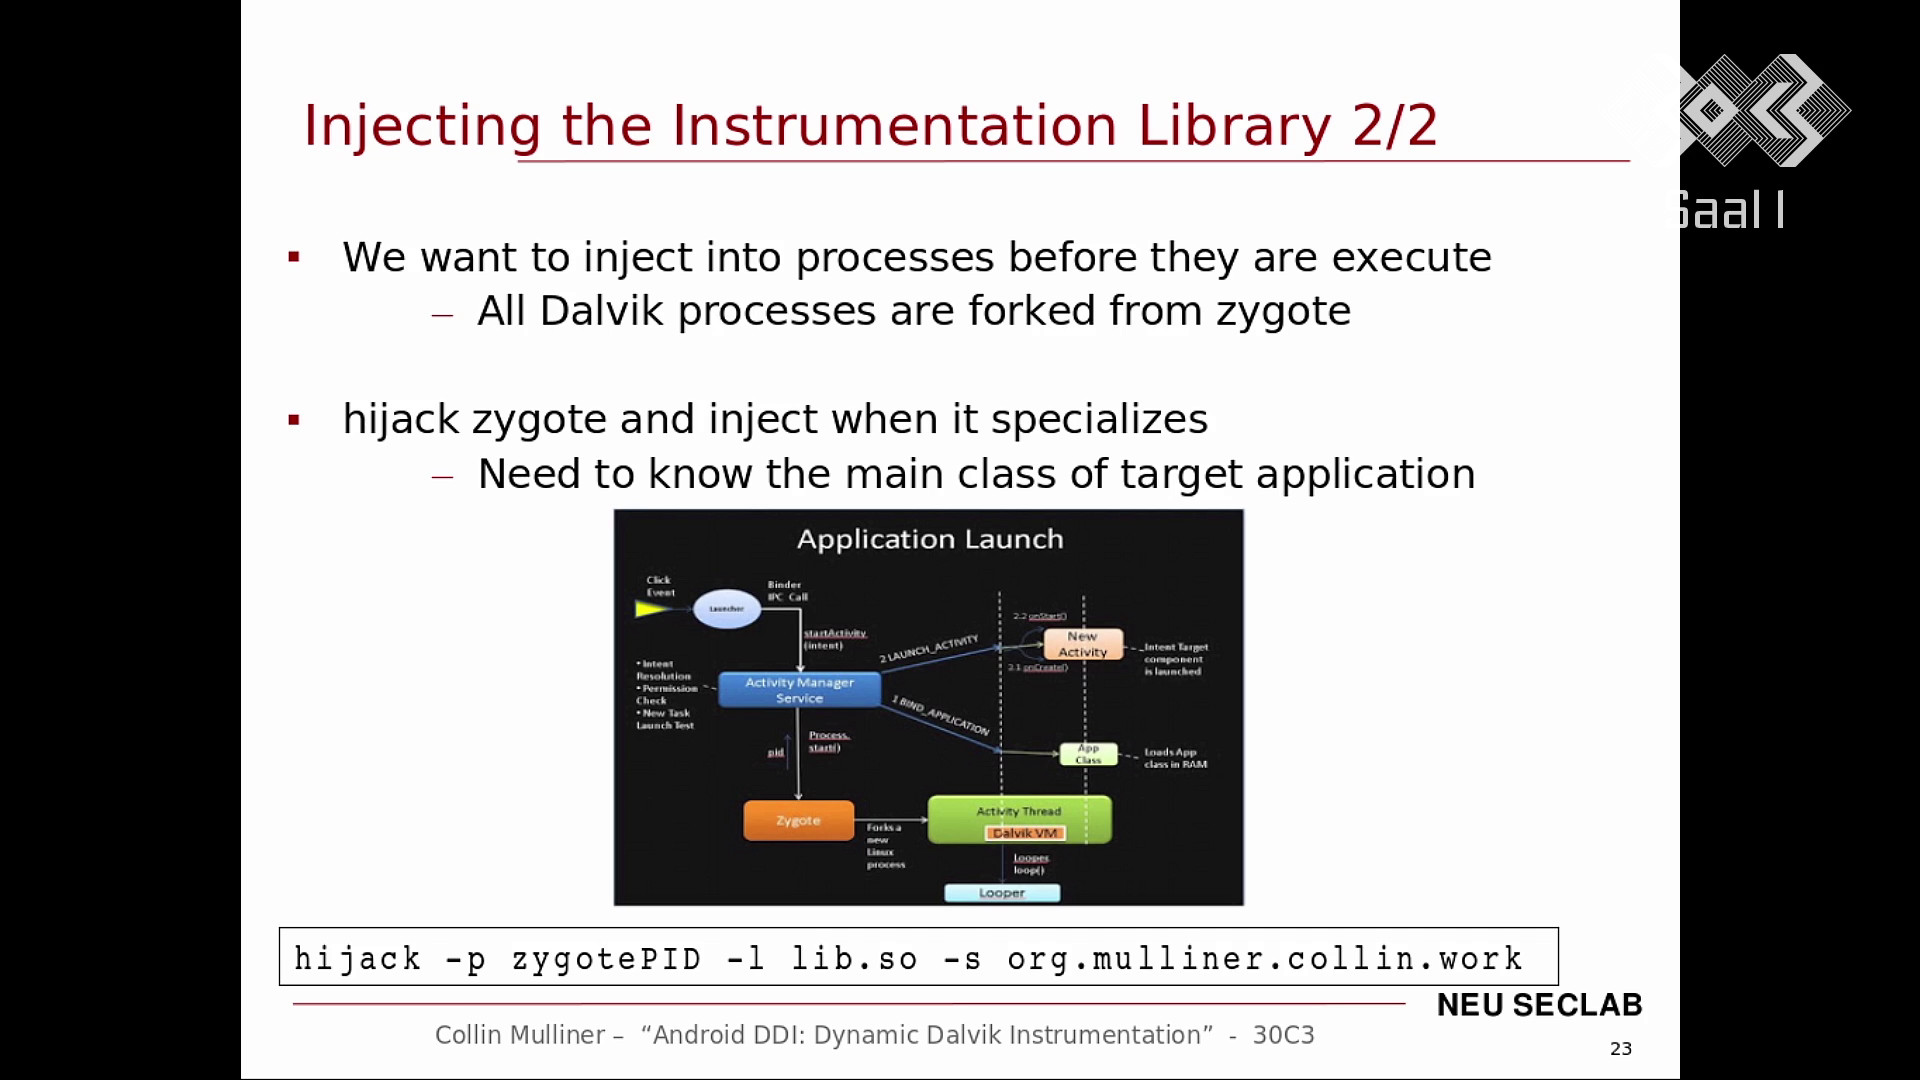 Injecting the Instrumentation Library 2/2
Saal 1
We want to inject into processes before they are execute
– All Dalvik processes are forked from zygote
hijack zygote and inject when it specializes
– Need to know the main class of target application
Application Launch
Click
Event
Launcher
Binder
IPC Call
startActivity
(intent)
2 LAUNCH_ACTIVITY
2.2 onStart()
New
Activity
2.1 onCreate()
Intent Target
component
is launched
• Intent
Resolution
• Permission
Check
• New Task
Launch Test
Activity Manager
Service
1 BIND_APPLICATION
pid
Process.
start()
App
Class
Loads App
class in RAM
Zygote
Forks a
new
Linux
process
Activity Thread
Dalvik VM
Looper.
loop()
Looper
hijack -p zygotePID -l lib.so -s org.mulliner.collin.work
NEU SECLAB
Collin Mulliner – “Android DDI: Dynamic Dalvik Instrumentation” - 30C3
23